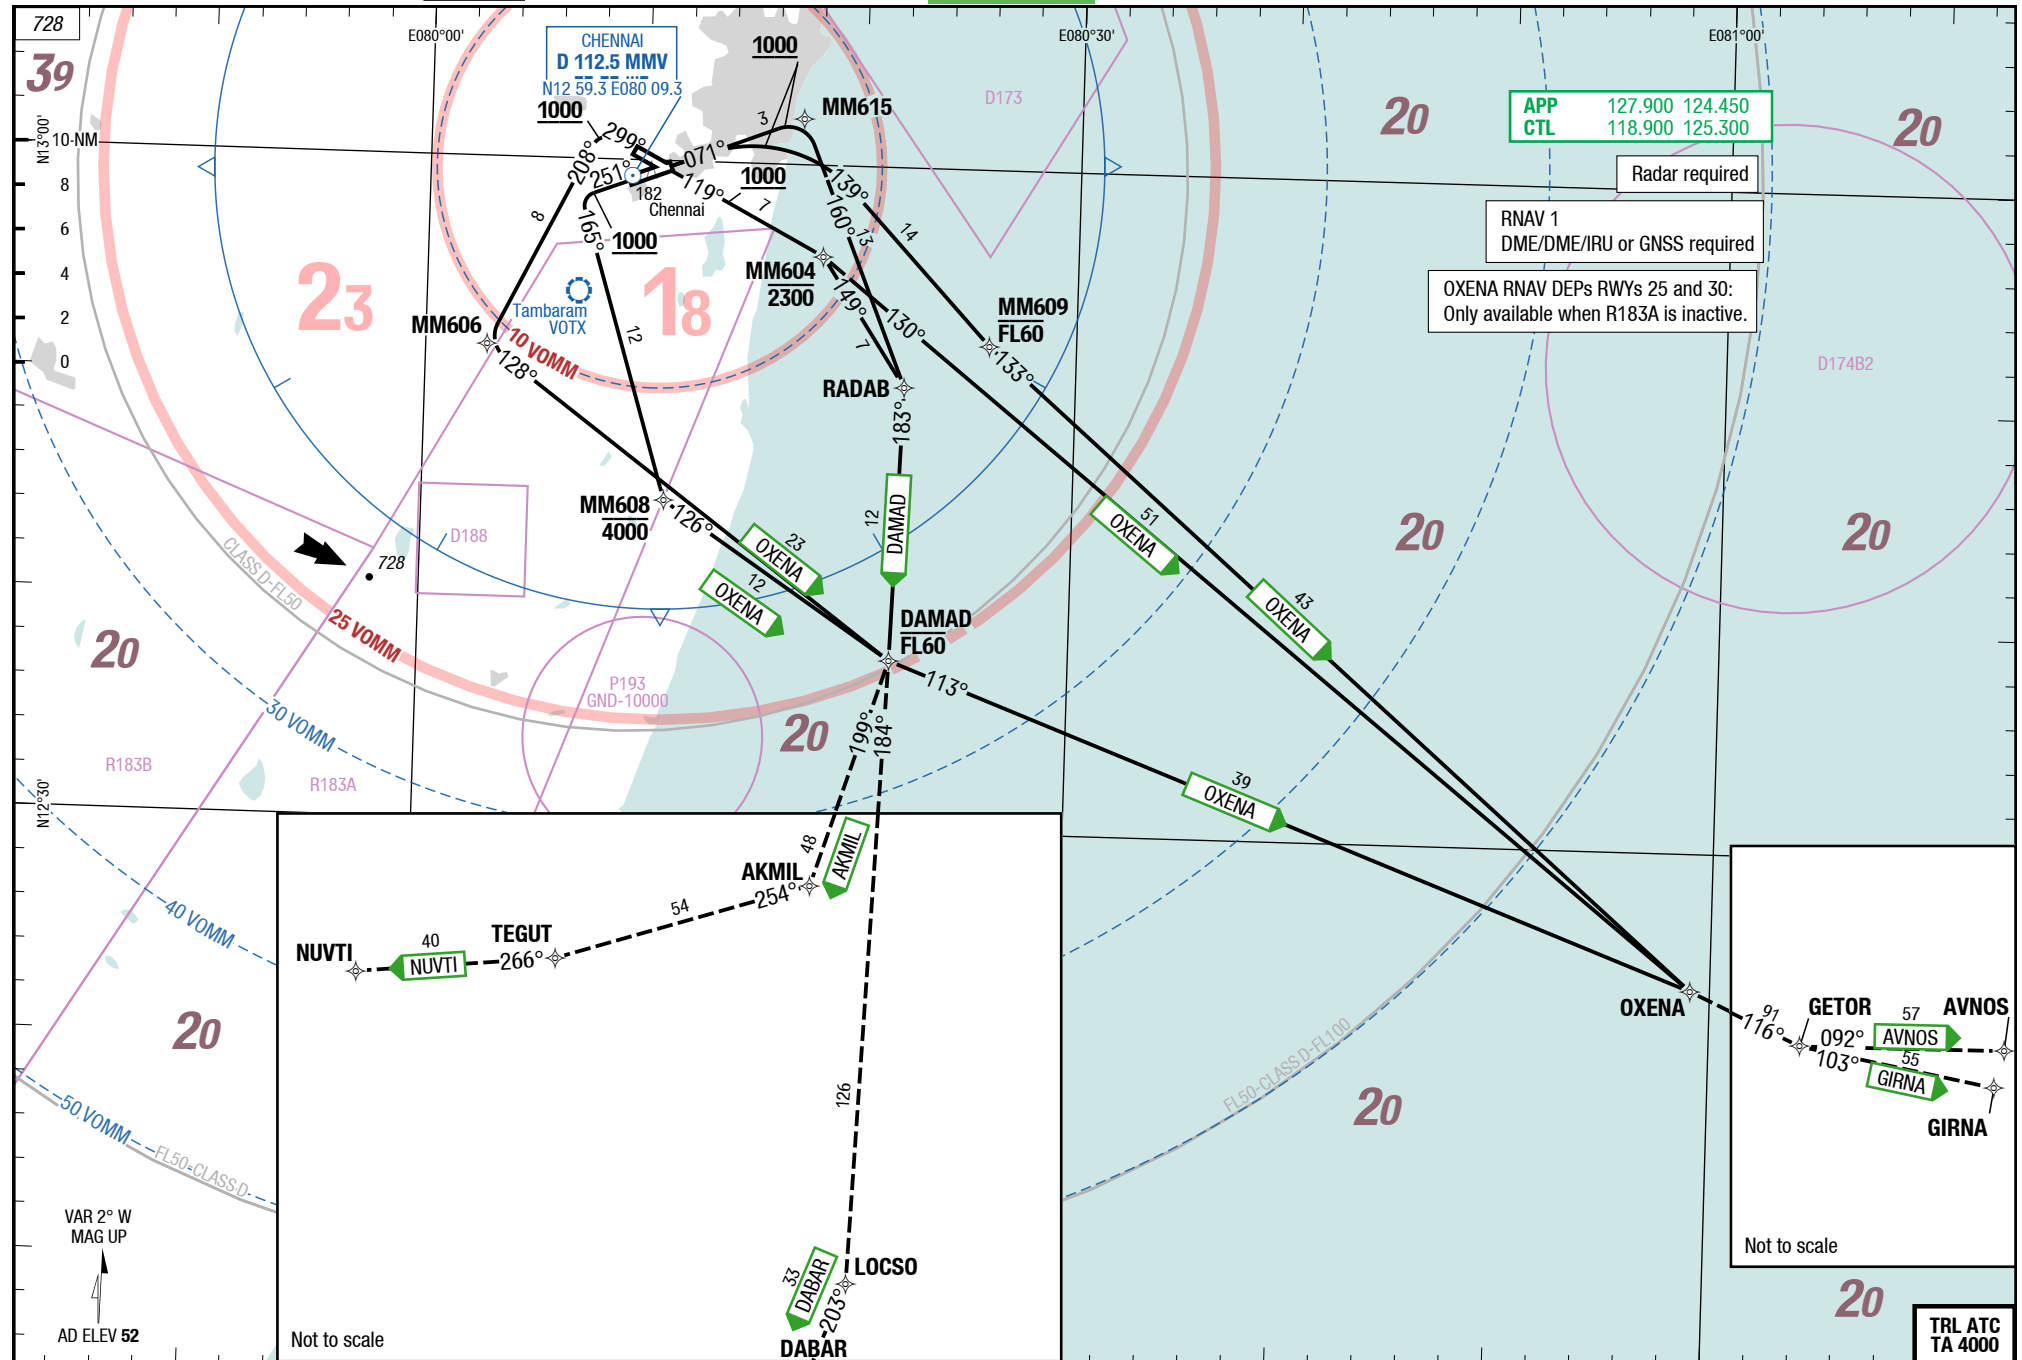 728
39
E080°00'
E080°30'
E081°00'
CHENNAI
D 112.5 MMV
N12 59.3 E080 09.3
1000
1000
MM615
3
D173
20
20
APP 127.900 124.450
CTL 118.900 125.300
N13°00'
10-NM
8
6
4
2
0
299°
208°
251°
071°
119°
182
Chennai
1000
7
139°
160°
13
14
Radar required
RNAV 1
DME/DME/IRU or GNSS required
OXENA RNAV DEPs RWYs 25 and 30:
Only available when R183A is inactive.
8
165°
1000
23
18
Tambaram
VOTX
12
MM604
2300
149°
7
130°
MM609
FL60
133°
MM606
10 VOMM
128°
RADAB
183°
D174B2
MM608
4000
126°
D188
728
CLASS D-FL50
25 VOMM
23
OXENA
12
OXENA
12
DAMAD
51
OXENA
43
OXENA
20
20
20
DAMAD
FL60
113°
P193
GND-10000
20
199°
184°
30 VOMM
R183B
R183A
N12°30'
39
OXENA
48
AKMIL
AKMIL
254°
54
TEGUT
266°
40
NUVTI
NUVTI
40 VOMM
20
50 VOMM
FL50-CLASS D
126
LOCSO
33
DABAR
203°
DABAR
Not to scale
OXENA
91
116°
GETOR
092°
103°
57
AVNOS
AVNOS
55
GIRNA
GIRNA
Not to scale
FL50-CLASS D-FL100
20
20
VAR 2° W
MAG UP
AD ELEV 52
TRL ATC
TA 4000